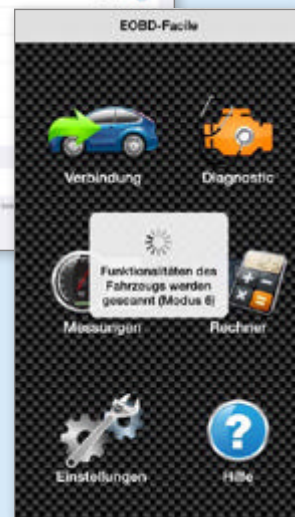 EOBD-Facile
Verbindung
Diagnostic
Funktionalitäten des
Fahrzeugs werden
gescannt (Modus 6)
Messungen
Rechner
Einstellungen
Hilfe